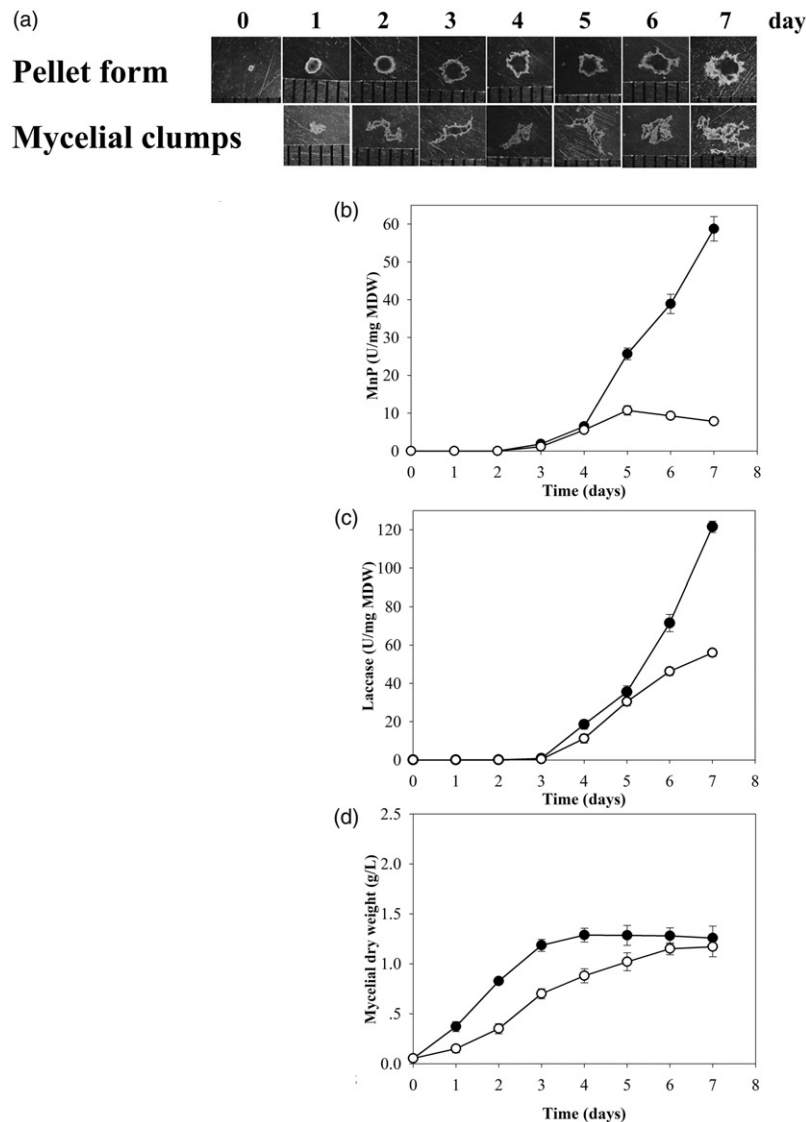 (a) 0 1 2 3 4 5 6 7 day
Pellet form
Mycelial clumps
(b)
MnP (U/mg MDW)
60
50
40
30
20
10
0
0 1 2 3 4 5 6 7 8
Time (days)
(c)
Laccase (U/mg MDW)
120
100
80
60
40
20
0
0 1 2 3 4 5 6 7 8
Time (days)
(d)
Mycelial dry weight (g/L)
2.5
2.0
1.5
1.0
.5
0.0
0 1 2 3 4 5 6 7 8
Time (days)